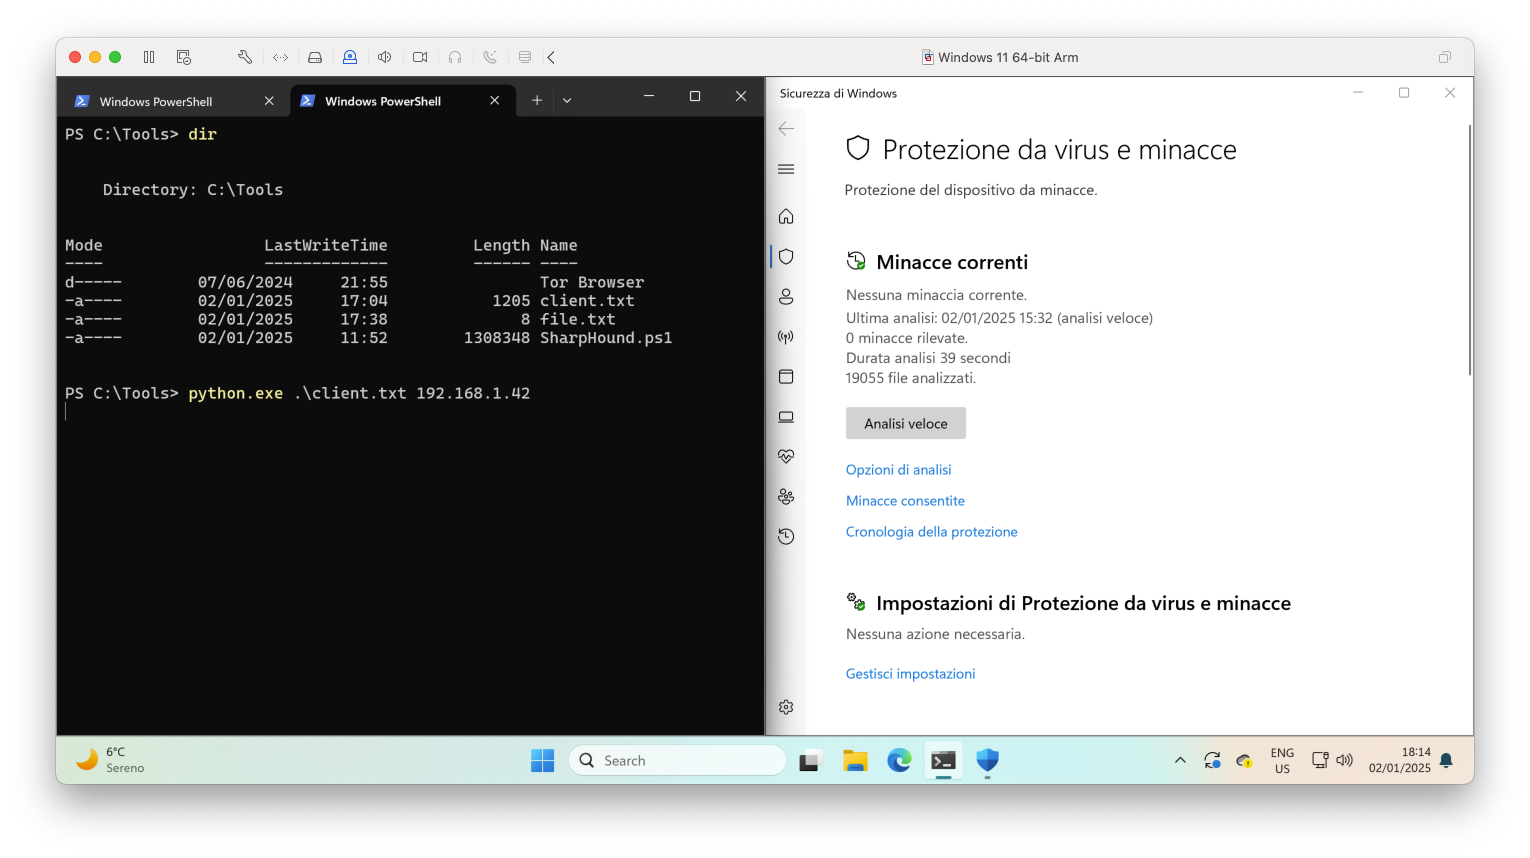 Windows 11 64-bit Arm
Windows PowerShell
Windows PowerShell
PS C:\Tools> dir
Directory: C:\Tools
Mode LastWriteTime Length Name
---- ------------- ------ ----
d----- 07/06/2024 21:55 Tor Browser
-a---- 02/01/2025 17:04 1205 client.txt
-a---- 02/01/2025 17:38 8 file.txt
-a---- 02/01/2025 11:52 1308348 SharpHound.ps1
PS C:\Tools> python.exe .\client.txt 192.168.1.42
Sicurezza di Windows
Protezione da virus e minacce
Protezione del dispositivo da minacce.
Minacce correnti
Nessuna minaccia corrente.
Ultima analisi: 02/01/2025 15:32 (analisi veloce)
0 minacce rilevate.
Durata analisi 39 secondi
19055 file analizzati.
Analisi veloce
Opzioni di analisi
Minacce consentite
Cronologia della protezione
Impostazioni di Protezione da virus e minacce
Nessuna azione necessaria.
Gestisci impostazioni
6°C
Sereno
Search
ENG
US
18:14
02/01/2025